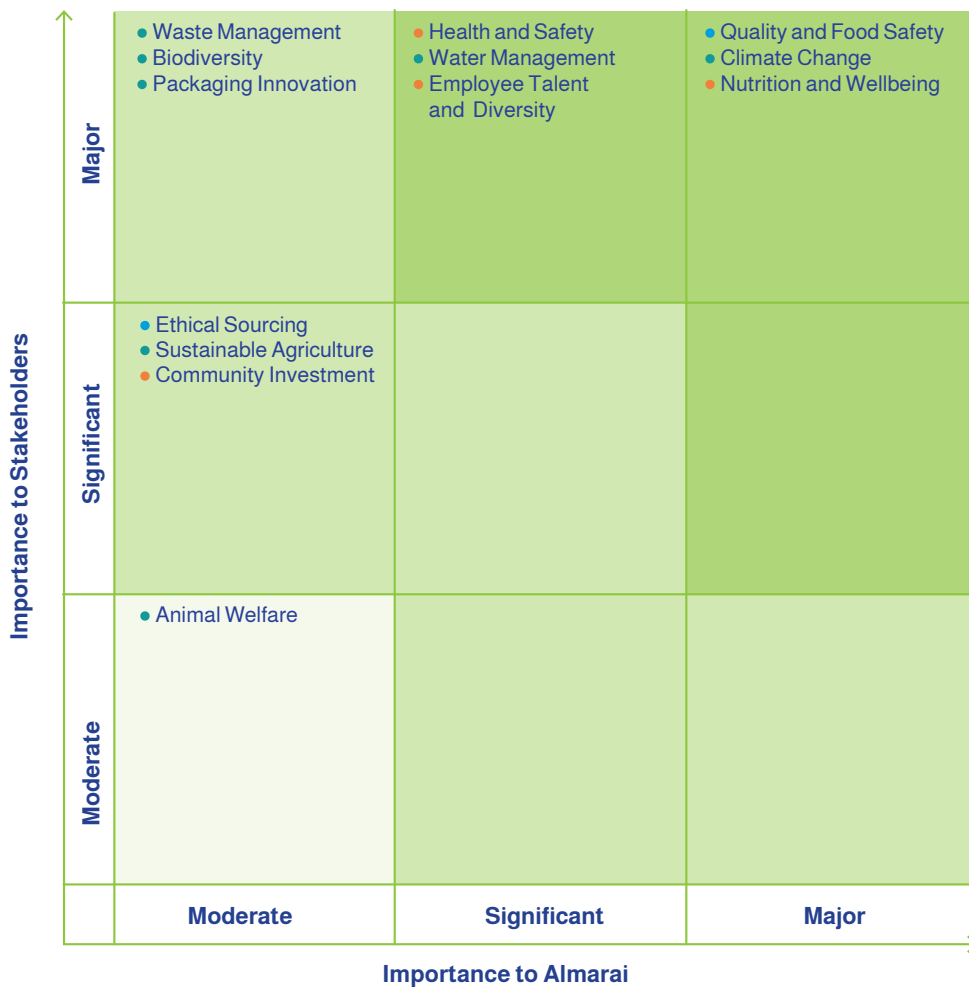 Importance to Stakeholders
Major
Waste Management
Biodiversity
Packaging Innovation
Health and Safety
Water Management
Employee Talent
and Diversity
Quality and Food Safety
Climate Change
Nutrition and Wellbeing
Significant
Ethical Sourcing
Sustainable Agriculture
Community Investment
Moderate
Animal Welfare
Moderate
Significant
Major
Importance to Almarai